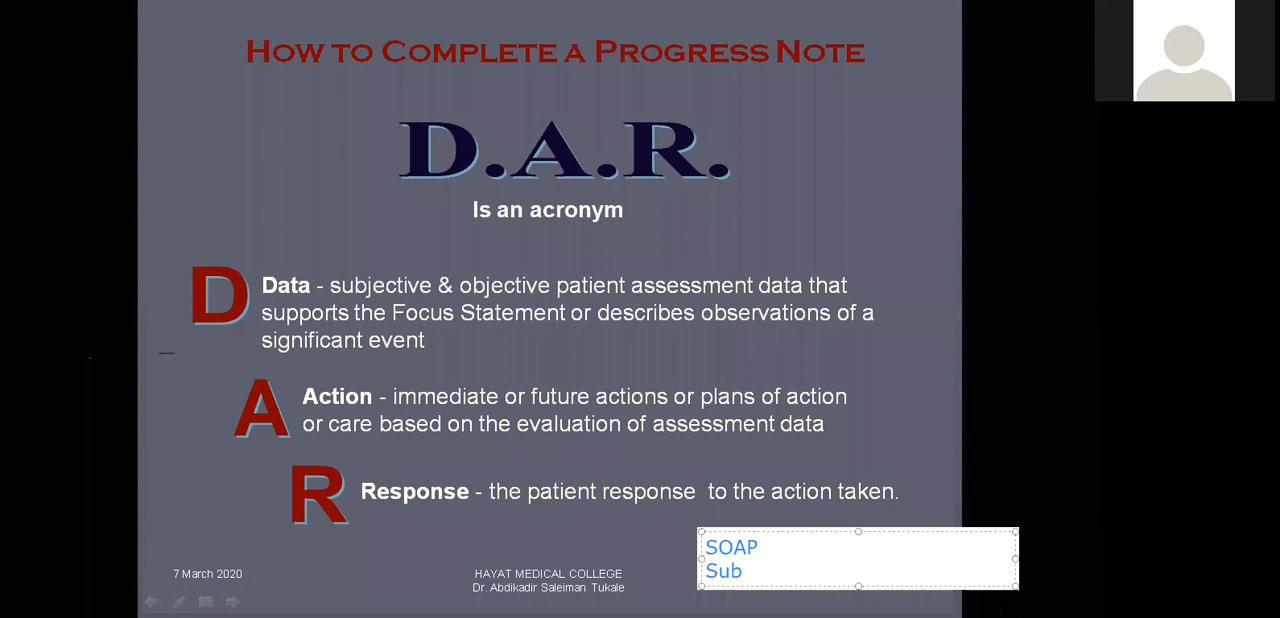 HOW TO COMPLETE A PROGRESS NOTE
D.A.R.
Is an acronym
D Data - subjective & objective patient assessment data that
supports the Focus Statement or describes observations of a
significant event
A Action - immediate or future actions or plans of action
or care based on the evaluation of assessment data
R Response - the patient response to the action taken.
SOAP
Sub
7 March 2020
HAYAT MEDICAL COLLEGE
Dr. Abdikadir Saleiman Tukale